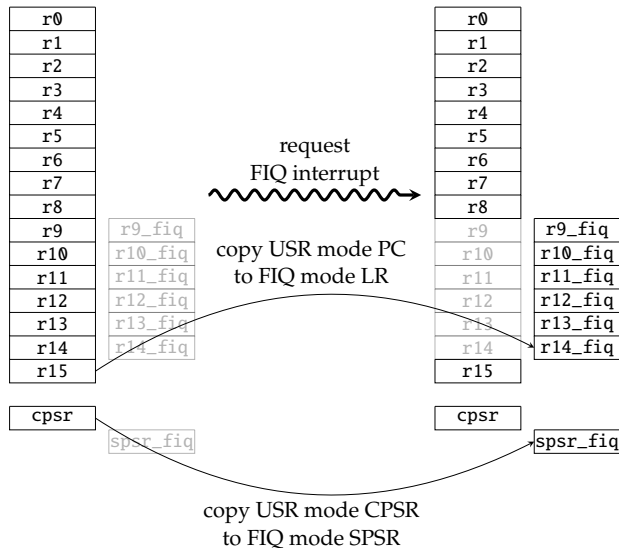 r0
r1
r2
r3
r4
r5
r6
r7
r8
r9
r10
r11
r12
r13
r14
r15
cpsr
r9_fiq
r10_fiq
r11_fiq
r12_fiq
r13_fiq
r14_fiq
spsr_fiq
request
FIQ interrupt
copy USR mode PC
to FIQ mode LR
copy USR mode CPSR
to FIQ mode SPSR
r0
r1
r2
r3
r4
r5
r6
r7
r8
r9
r10
r11
r12
r13
r14
r15
cpsr
r9_fiq
r10_fiq
r11_fiq
r12_fiq
r13_fiq
r14_fiq
spsr_fiq